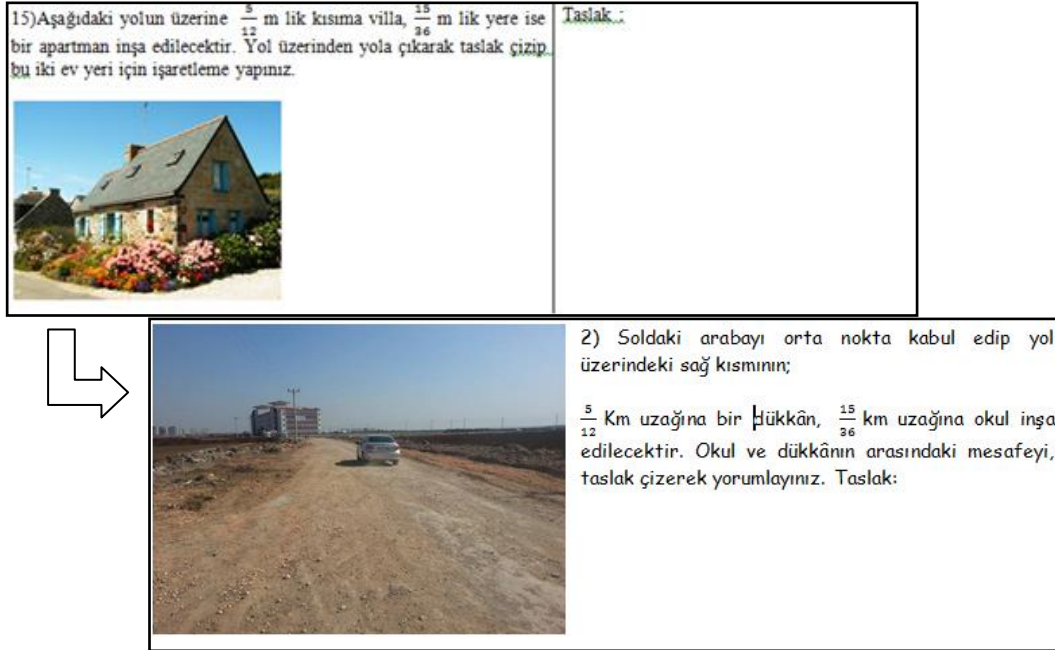 15)Aşağıdaki yolun üzerine 5/12 m lik kısıma villa, 15/36 m lik yere ise
bir apartman inşa edilecektir. Yol üzerinden yola çıkarak taslak çizip
bu iki ev yeri için işaretleme yapınız.
Taslak :
2) Soldaki arabayı orta nokta kabul edip yol
üzerindeki sağ kısmının;
5/12 Km uzağına bir dükkân, 15/36 km uzağına okul inşa
edilecektir. Okul ve dükkânın arasındaki mesafeyi,
taslak çizerek yorumlayınız. Taslak: